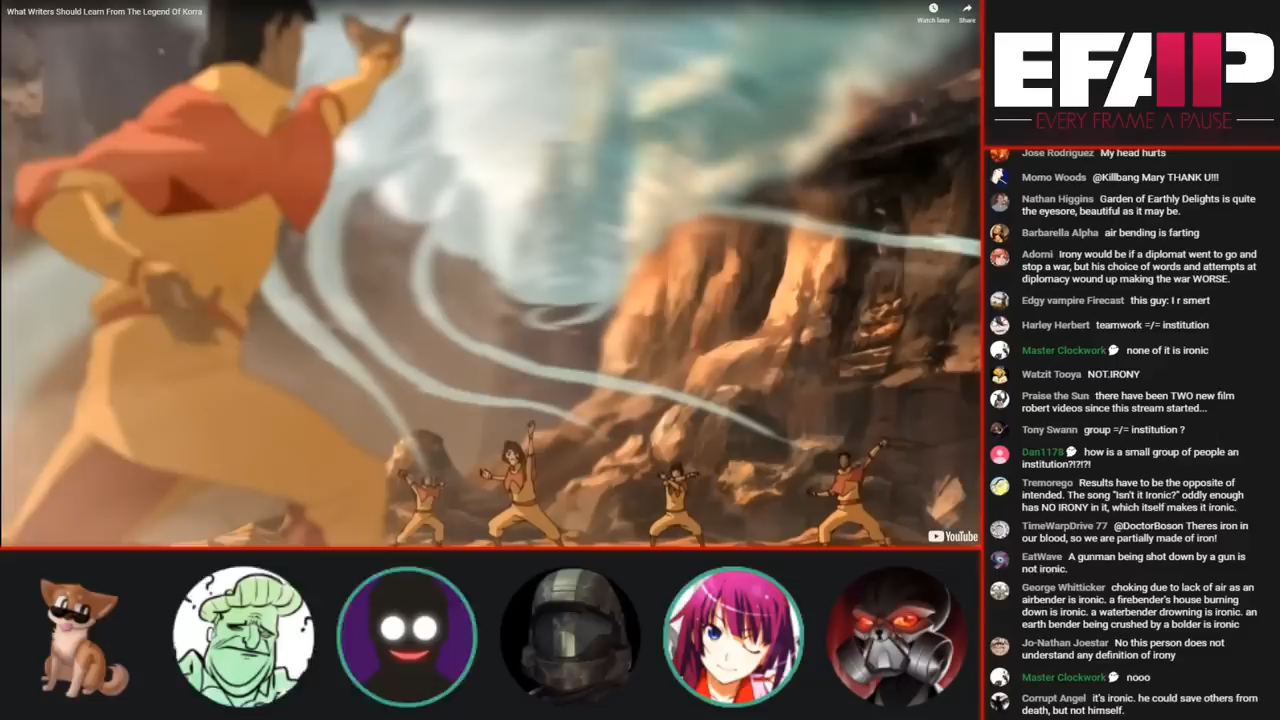 What Writers Should Learn From The Legend Of Korra
Watch later
Share
YouTube
EFAP
EVERY FRAME A PAUSE
Jose Rodriguez My head hurts
Momo Woods @Killbang Mary THANK U!!!
Nathan Higgins Garden of Earthly Delights is quite
the eyesore, beautiful as it may be.
Barbarella Alpha air bending is farting
Adomi Irony would be if a diplomat went to go and
stop a war, but his choice of words and attempts at
diplomacy wound up making the war WORSE.
Edgy vampire Firecast this guy: I r smert
Harley Herbert teamwork =/= institution
Master Clockwork none of it is ironic
Watzit Tooya NOT.IRONY
Praise the Sun there have been TWO new film
robert videos since this stream started...
Tony Swann group =/= institution ?
Dan1178 how is a small group of people an
institution?!?!?!
Tremorego Results have to be the opposite of
intended. The song "Isn't it Ironic?" oddly enough
has NO IRONY in it, which itself makes it ironic.
TimeWarpDrive 77 @DoctorBoson Theres iron in
our blood, so we are partially made of iron!
EatWave A gunman being shot down by a gun is
not ironic.
George Whitticker choking due to lack of air as an
airbender is ironic. a firebender's house burning
down is ironic. a waterbender drowning is ironic. an
earth bender being crushed by a bolder is ironic
Jo-Nathan Joestar No this person does not
understand any definition of irony
Master Clockwork nooo
Corrupt Angel it's ironic. he could save others from
death, but not himself.